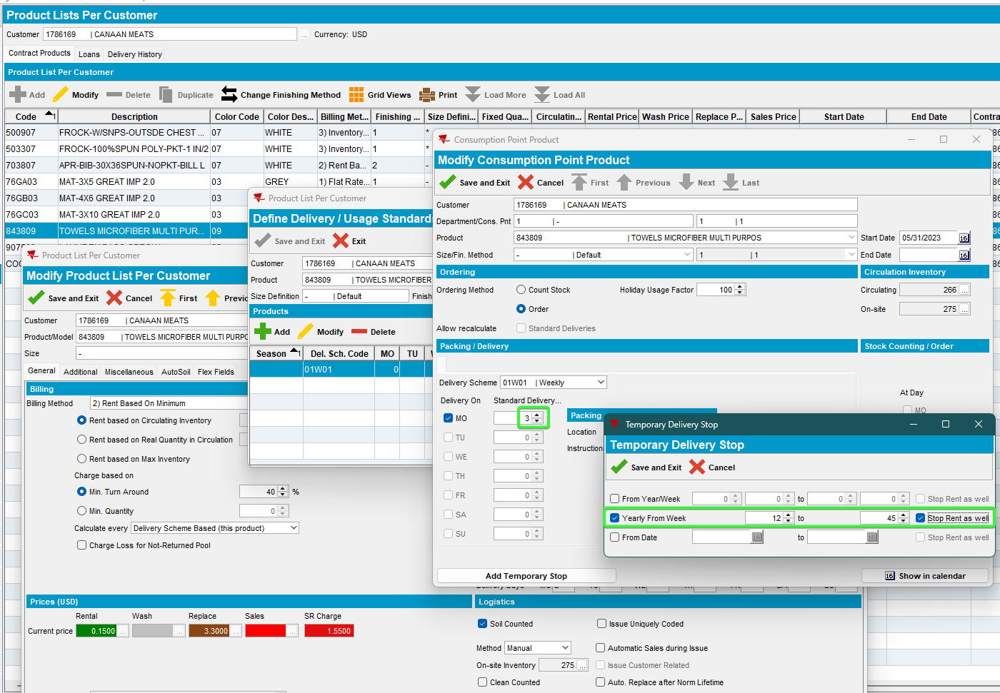 Product Lists Per Customer
Customer 1786169 | CANAAN MEATS ... Currency: USD
Contract Products Loans Delivery History
Product List Per Customer
Add Modify Delete Duplicate Change Finishing Method Grid Views Print Load More Load All
Code 1 Description Color Code Color Des... Billing Met... Finishing ... Size Defini... Fixed Qua... Circulatin... Rental Price Wash Price Replace P... Sales Price Start Date End Date Contra
500907 FROCK-W/SNPS-OUTSDE CHEST ... 07 WHITE 3) Inventory... 1 *
503307 FROCK-100%SPUN POLY-PKT-1 IN/2 07 WHITE 3) Inventory... 1 *
703807 APR-BIB-30X36SPUN-NOPKT-BILL L 07 WHITE 2) Rent Ba... 2 -
76GA03 MAT-3X5 GREAT IMP 2.0 03 GREY 1) Flat Rate... 1 -
76GB03 MAT-4X6 GREAT IMP 2.0 03
76GC03 MAT-3X10 GREAT IMP 2.0 03
843809 TOWELS MICROFIBER MULTI PUR... 09
Product List Per Customer
Modify Product List Per Customer
Save and Exit Cancel First Previo
Customer 1786169 | CANAAN MEATS
Product/Model 843809 | TOWELS MICROFIBER MULTI PURPO
Size -
General Additional Miscellaneous AutoSoil Flex Fields
Billing
Billing Method 2) Rent Based On Minimum
Rent based on Circulating Inventory
Rent based on Real Quantity in Circulation
Rent based on Max Inventory
Charge based on
Min. Turn Around 40 %
Min. Quantity 0
Calculate every Delivery Scheme Based (this product)
Charge Loss for Not-Returned Pool
Prices (USD)
Rental Wash Replace Sales SR Charge
Current price 0.1500 ... ... 3.3000 ... ... 1.5500
Logistics
Soil Counted Issue Uniquely Coded
Method Manual Automatic Sales during Issue
On-site Inventory 275 ... Issue Customer Related
Clean Counted Auto. Replace after Norm Lifetime
Product List Per Customer
Define Delivery / Usage Standards
Save and Exit Exit
Customer 1786169 | CANAAN MEATS
Product 843809 | TOWELS MICROFIBER
Size Definition - | Default Finish
Products
Add Modify Delete
Season 1 Del. Sch. Code MO TU
01W01 0
Consumption Point Product
Modify Consumption Point Product
Save and Exit Cancel First Previous Next Last
Customer 1786169 | CANAAN MEATS
Department/Cons. Pnt 1 | - 1 | 1
Product 843809 | TOWELS MICROFIBER MULTI PURPOS Start Date 05/31/2023 16
Size/Fin. Method - | Default 1 | 1 End Date 16
Ordering Circulation Inventory
Ordering Method Count Stock Holiday Usage Factor 100 Circulating 266 ...
Order On-site 275 ...
Allow recalculate Standard Deliveries
Packing / Delivery Stock Counting / Order
Delivery Scheme 01W01 | Weekly
At Day
Delivery On Standard Delivery...
MO 3 Packing MO
TU 0 Location
WE 0 Instruction
TH 0
FR 0
SA 0
SU 0
Add Temporary Stop 16 Show in calendar
Temporary Delivery Stop
Temporary Delivery Stop
Save and Exit Cancel
From Year/Week 0 0 to 0 0 Stop Rent as well
Yearly From Week 12 to 45 Stop Rent as well
From Date 16 to 16 Stop Rent as well